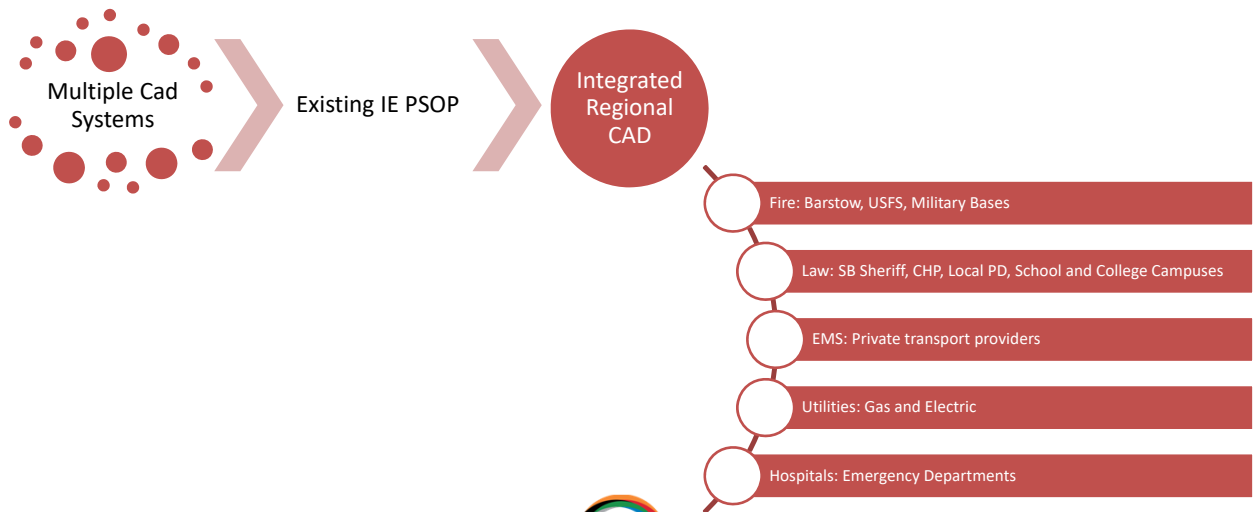 Multiple Cad
Systems
Existing IE PSOP
Integrated
Regional
CAD
Fire: Barstow, USFS, Military Bases
Law: SB Sheriff, CHP, Local PD, School and College Campuses
EMS: Private transport providers
Utilities: Gas and Electric
Hospitals: Emergency Departments